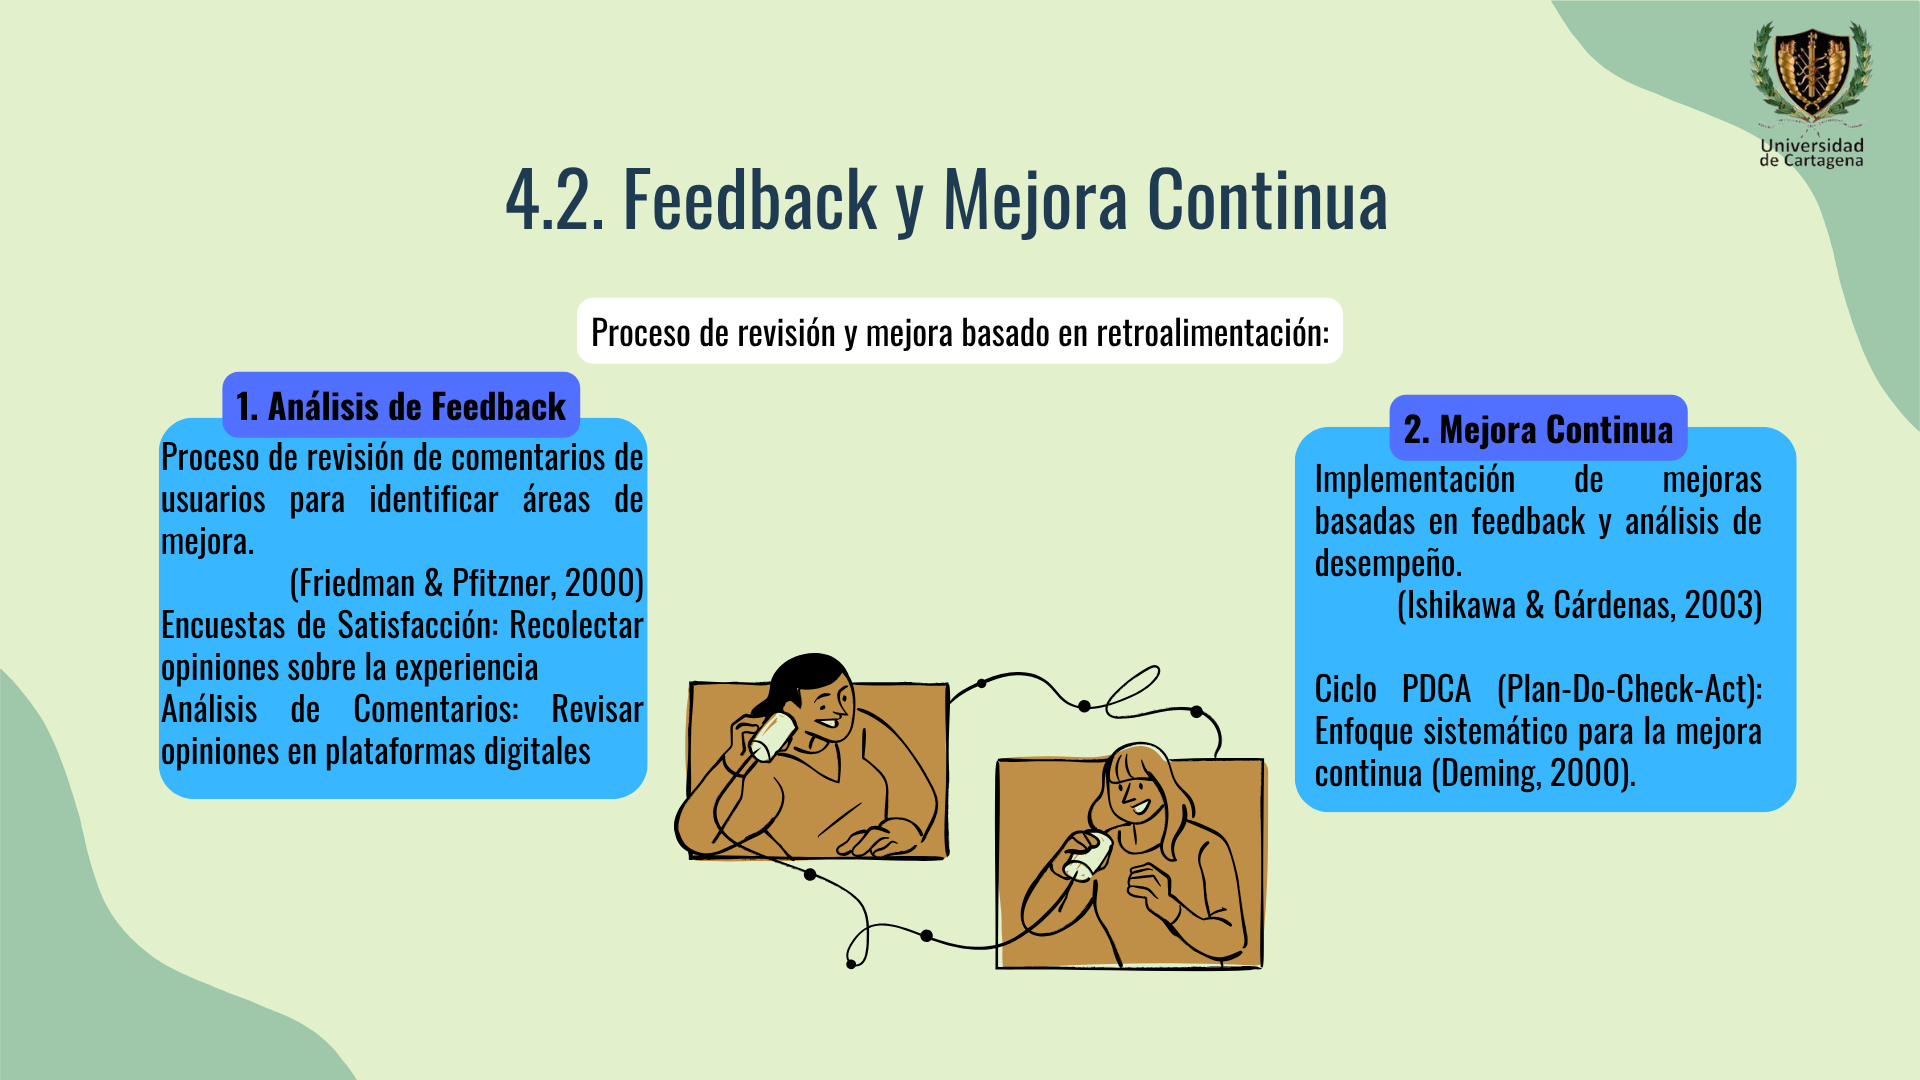 Universidad
de Cartagena
4.2. Feedback y Mejora Continua
Proceso de revisión y mejora basado en retroalimentación:
1. Análisis de Feedback
Proceso de revisión de comentarios de
usuarios para identificar áreas de
mejora.
(Friedman & Pfitzner, 2000)
Encuestas de Satisfacción: Recolectar
opiniones sobre la experiencia
Análisis de Comentarios: Revisar
opiniones en plataformas digitales
2. Mejora Continua
Implementación de mejoras
basadas en feedback y análisis de
desempeño.
(Ishikawa & Cárdenas, 2003)
Ciclo PDCA (Plan-Do-Check-Act):
Enfoque sistemático para la mejora
continua (Deming, 2000).